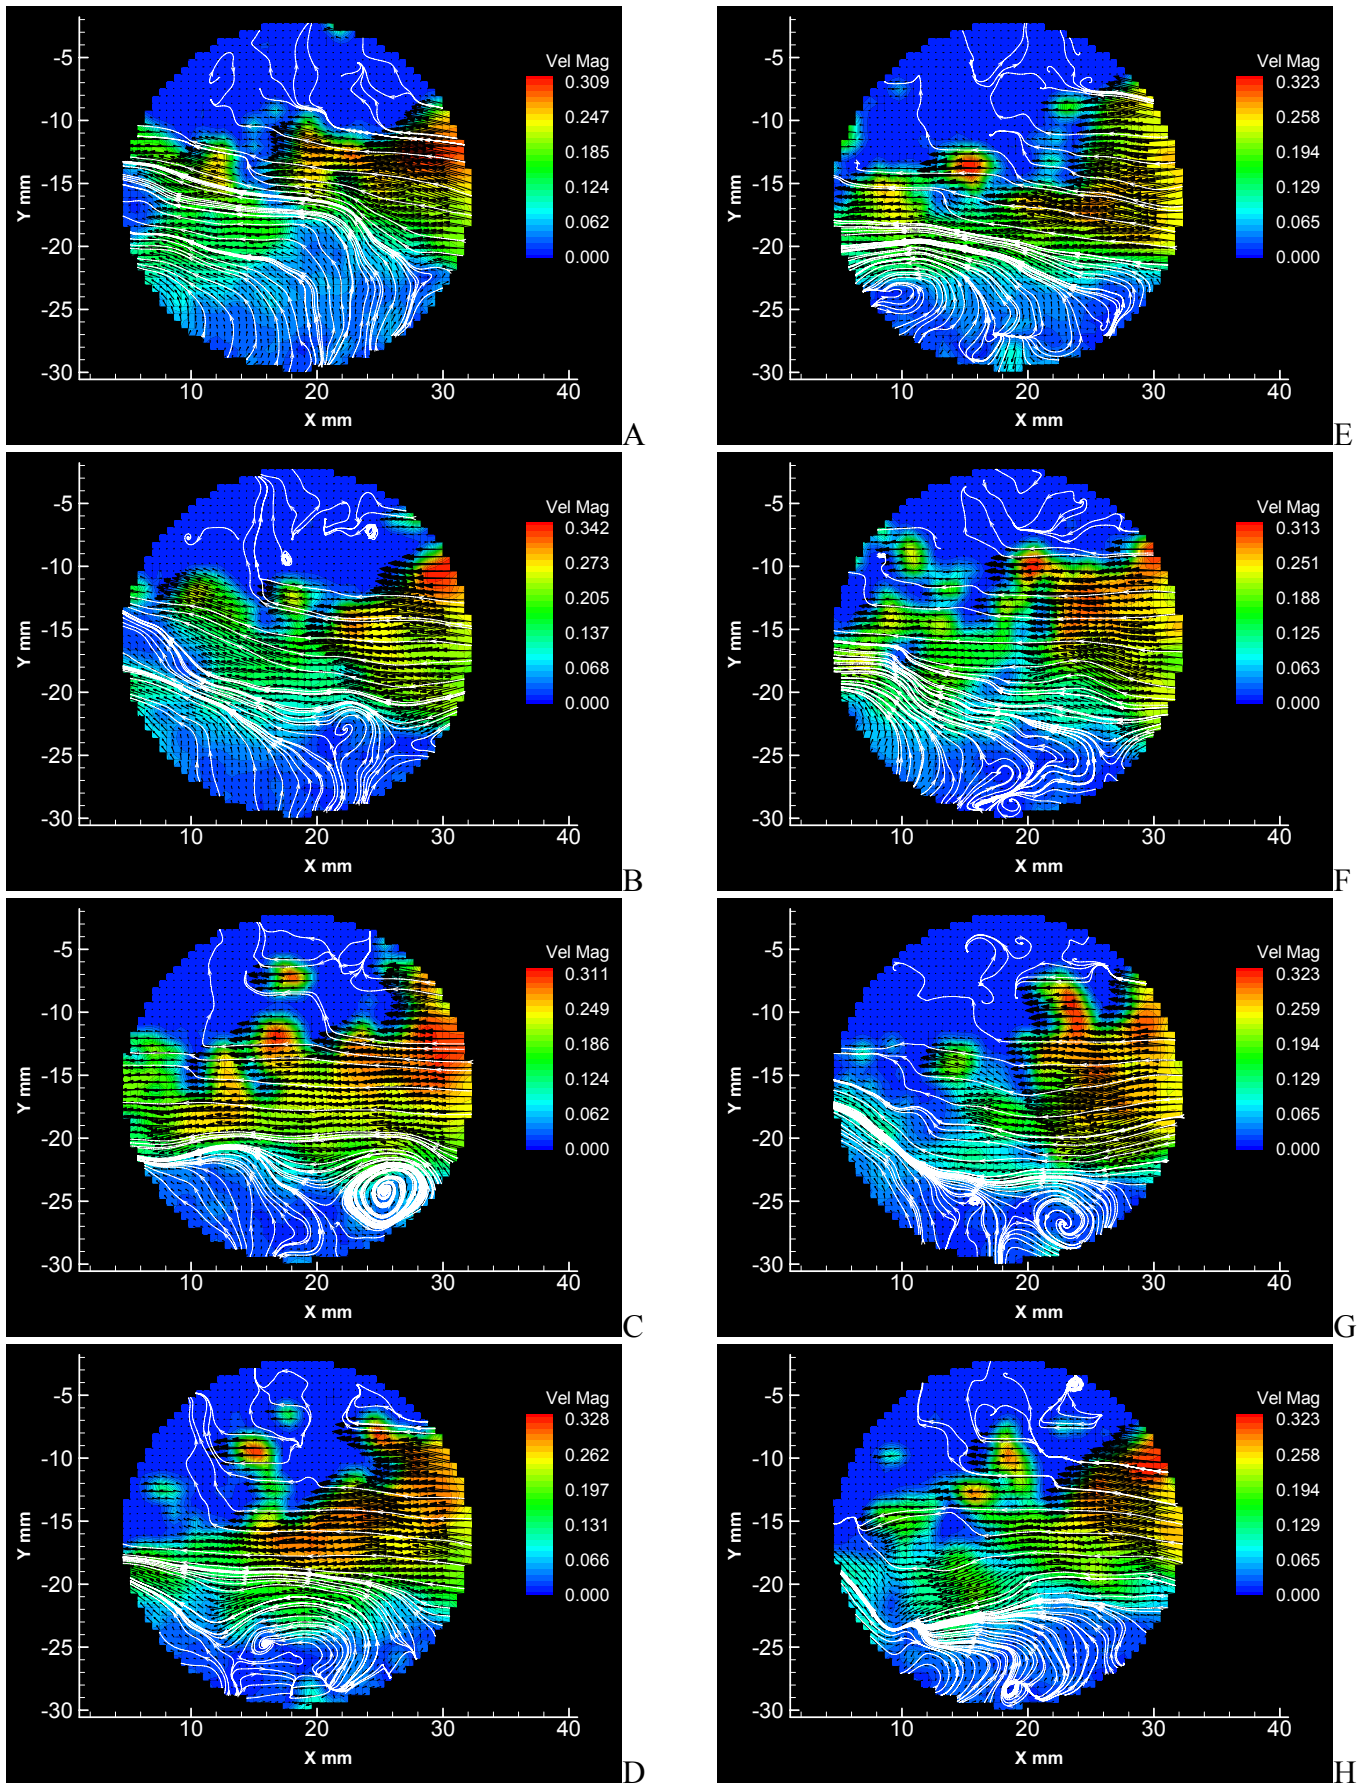 Vel Mag
0.309
0.247
0.185
0.124
0.062
0.000
-5
-10
-15
-20
-25
-30
Y mm
10 20 30 40
X mm
A
Vel Mag
0.323
0.258
0.194
0.129
0.065
0.000
-5
-10
-15
-20
-25
-30
Y mm
10 20 30 40
X mm
E
Vel Mag
0.342
0.273
0.205
0.137
0.068
0.000
-5
-10
-15
-20
-25
-30
Y mm
10 20 30 40
X mm
B
Vel Mag
0.313
0.251
0.188
0.125
0.063
0.000
-5
-10
-15
-20
-25
-30
Y mm
10 20 30 40
X mm
F
Vel Mag
0.311
0.249
0.186
0.124
0.062
0.000
-5
-10
-15
-20
-25
-30
Y mm
10 20 30 40
X mm
C
Vel Mag
0.323
0.259
0.194
0.129
0.065
0.000
-5
-10
-15
-20
-25
-30
Y mm
10 20 30 40
X mm
G
Vel Mag
0.328
0.262
0.197
0.131
0.066
0.000
-5
-10
-15
-20
-25
-30
Y mm
10 20 30 40
X mm
D
Vel Mag
0.323
0.258
0.194
0.129
0.065
0.000
-5
-10
-15
-20
-25
-30
Y mm
10 20 30 40
X mm
H